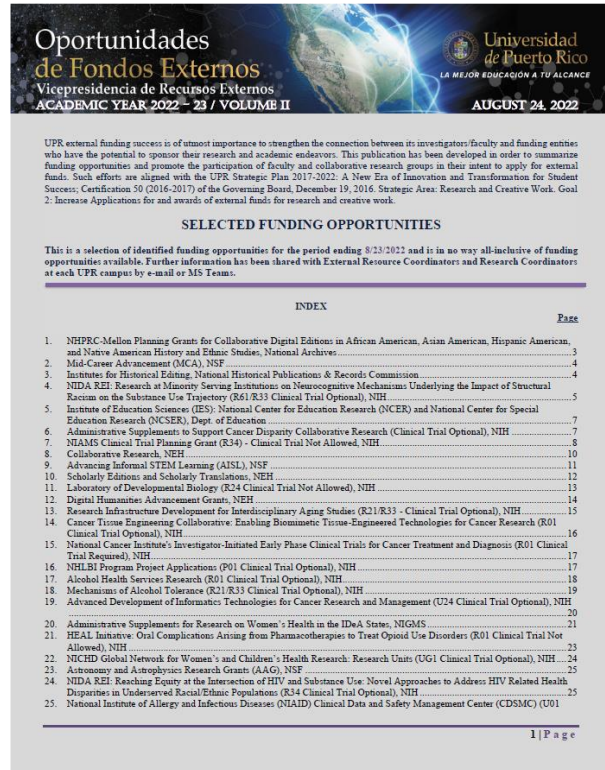 Oportunidades
de Fondos Externos
Vicepresidencia de Recursos Externos
ACADEMIC YEAR 2022 – 23 / VOLUME II
Universidad
de Puerto Rico
LA MEJOR EDUCACIÓN A TU ALCANCE
AUGUST 24, 2022
UPR external funding success is of utmost importance to strengthen the connection between its investigators/faculty and funding entities
who have the potential to sponsor their research and academic endeavors. This publication has been developed in order to summarize
funding opportunities and promote the participation of faculty and collaborative research groups in their intent to apply for external
funds. Such efforts are aligned with the UPR Strategic Plan 2017-2022: A New Era of Innovation and Transformation for Student
Success; Certification 50 (2016-2017) of the Governing Board, December 19, 2016. Strategic Area: Research and Creative Work. Goal
2: Increase Applications for and awards of external funds for research and creative work.
SELECTED FUNDING OPPORTUNITIES
This is a selection of identified funding opportunities for the period ending 8/23/2022 and is in no way all-inclusive of funding
opportunities available. Further information has been shared with External Resource Coordinators and Research Coordinators
at each UPR campus by e-mail or MS Teams.
INDEX
Page
1. NHPRC-Mellon Planning Grants for Collaborative Digital Editions in African American, Asian American, Hispanic American,
and Native American History and Ethnic Studies, National Archives 3
2. Mid-Career Advancement (MCA), NSF 4
3. Institutes for Historical Editing, National Historical Publications & Records Commission 4
4. NIDA REI: Research at Minority Serving Institutions on Neurocognitive Mechanisms Underlying the Impact of Structural
Racism on the Substance Use Trajectory (R61/R33 Clinical Trial Optional), NIH 5
5. Institute of Education Sciences (IES): National Center for Education Research (NCER) and National Center for Special
Education Research (NCSER), Dept. of Education 7
6. Administrative Supplements to Support Cancer Disparity Collaborative Research (Clinical Trial Optional), NIH 7
7. NIAMS Clinical Trial Planning Grant (R34) - Clinical Trial Not Allowed, NIH 8
8. Collaborative Research, NEH 10
9. Advancing Informal STEM Learning (AISL), NSF 11
10. Scholarly Editions and Scholarly Translations, NEH 12
11. Laboratory of Developmental Biology (R24 Clinical Trial Not Allowed), NIH 13
12. Digital Humanities Advancement Grants, NEH 14
13. Research Infrastructure Development for Interdisciplinary Aging Studies (R21/R33 - Clinical Trial Optional), NIH 15
14. Cancer Tissue Engineering Collaborative: Enabling Biomimetic Tissue-Engineered Technologies for Cancer Research (R01
Clinical Trial Optional), NIH 16
15. National Cancer Institute's Investigator-Initiated Early Phase Clinical Trials for Cancer Treatment and Diagnosis (R01 Clinical
Trial Required), NIH 17
16. NHLBI Program Project Applications (P01 Clinical Trial Optional), NIH 17
17. Alcohol Health Services Research (R01 Clinical Trial Optional), NIH 18
18. Mechanisms of Alcohol Tolerance (R21/R33 Clinical Trial Optional), NIH 19
19. Advanced Development of Informatics Technologies for Cancer Research and Management (U24 Clinical Trial Optional), NIH
20
20. Administrative Supplements for Research on Women's Health in the IDeA States, NIGMS 21
21. HEAL Initiative: Oral Complications Arising from Pharmacotherapies to Treat Opioid Use Disorders (R01 Clinical Trial Not
Allowed), NIH 23
22. NICHD Global Network for Women's and Children's Health Research: Research Units (UG1 Clinical Trial Optional), NIH 24
23. Astronomy and Astrophysics Research Grants (AAG), NSF 25
24. NIDA REI: Reaching Equity at the Intersection of HIV and Substance Use: Novel Approaches to Address HIV Related Health
Disparities in Underserved Racial/Ethnic Populations (R34 Clinical Trial Optional), NIH 25
25. National Institute of Allergy and Infectious Diseases (NIAID) Clinical Data and Safety Management Center (CDSMC) (U01
1 | Page